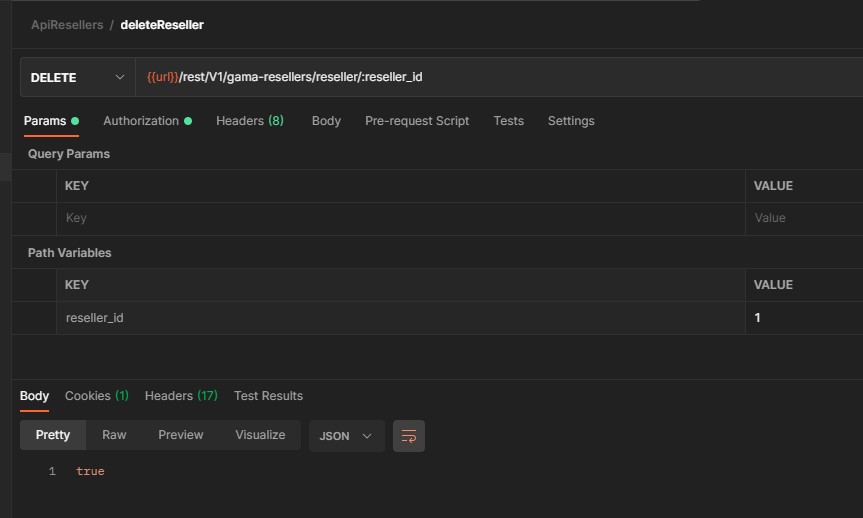 ApiResellers / deleteReseller
DELETE {{url}}/rest/V1/gama-resellers/reseller/:reseller_id
Params Authorization Headers (8) Body Pre-request Script Tests Settings
Query Params
KEY VALUE
Key Value
Path Variables
KEY VALUE
reseller_id 1
Body Cookies (1) Headers (17) Test Results
Pretty Raw Preview Visualize JSON
1 true